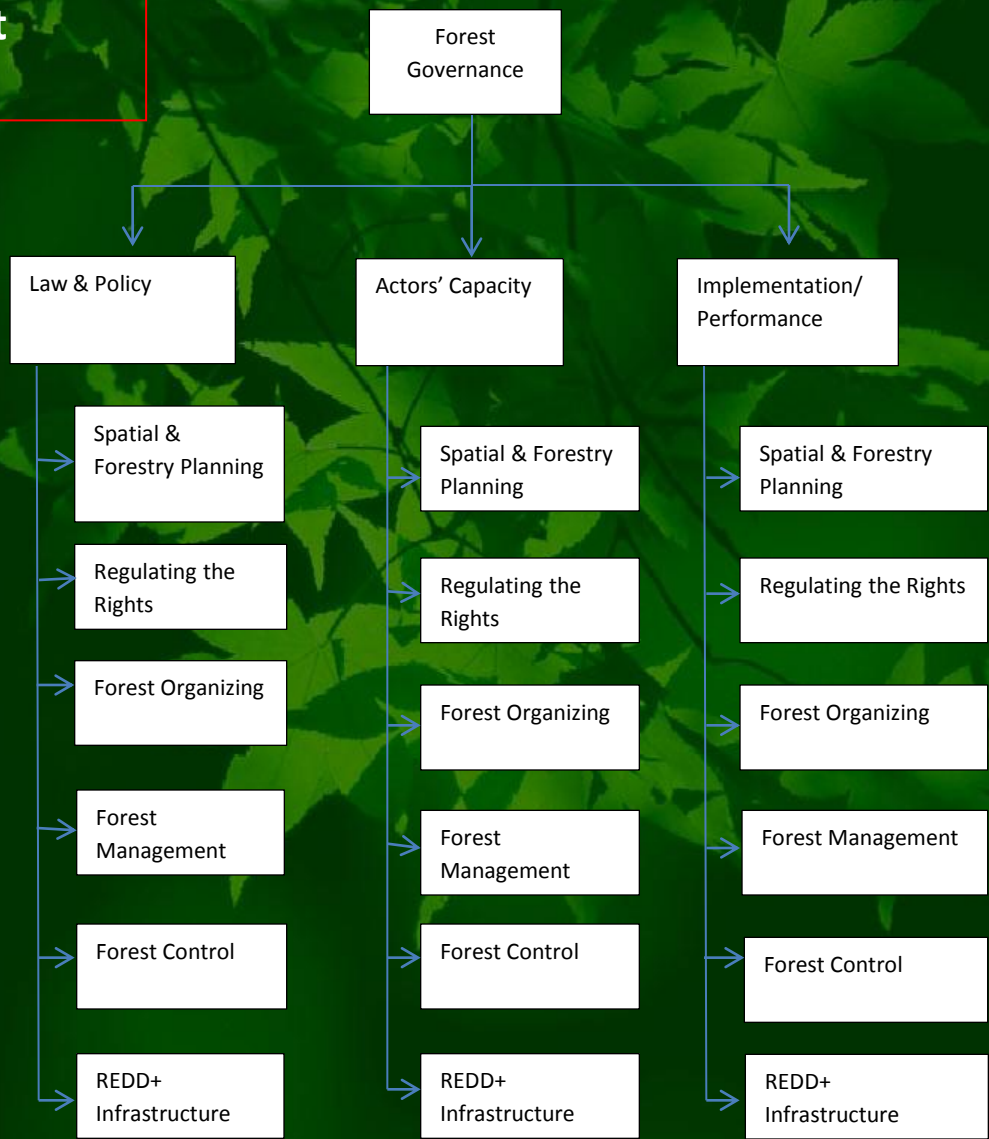 t
Forest
Governance
Law & Policy
Actors’ Capacity
Implementation/
Performance
Spatial &
Forestry Planning
Regulating the
Rights
Forest Organizing
Forest
Management
Forest Control
REDD+
Infrastructure
Spatial & Forestry
Planning
Regulating the
Rights
Forest Organizing
Forest
Management
Forest Control
REDD+
Infrastructure
Spatial & Forestry
Planning
Regulating the Rights
Forest Organizing
Forest Management
Forest Control
REDD+
Infrastructure